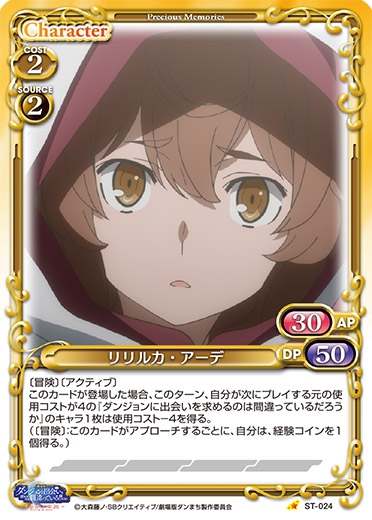 Precious Memories
Character
COST
2
SOURCE
2
30 AP
リリルカ・アーデ
DP 50
〔冒険〕〔アクティブ〕
このカードが登場した場合、このターン、自分が次にプレイする元の使
用コストが4の『ダンジョンに出会いを求めるのは間違っているだろう
か』のキャラ1枚は使用コスト-4を得る。
(〔冒険〕:このカードがアプローチするごとに、自分は、経験コインを1
個得る。)
©大森藤ノ・SBクリエイティブ/劇場版ダンまち製作委員会
ST-024